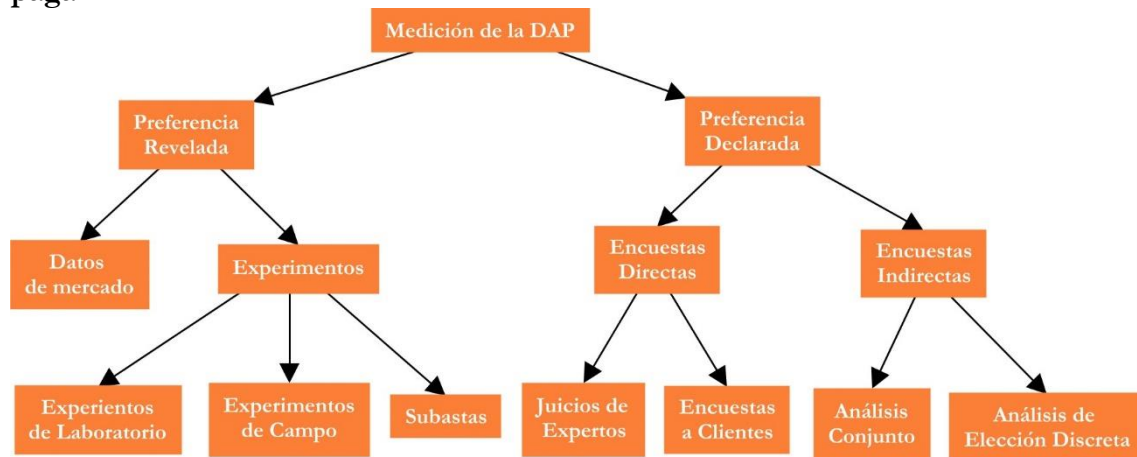 Medición de la DAP
Preferencia
Revelada
Preferencia
Declarada
Datos
de mercado
Experimentos
Encuestas
Directas
Encuestas
Indirectas
Experientos
de Laboratorio
Experimentos
de Campo
Subastas
Juicios de
Expertos
Encuestas
a Clientes
Análisis
Conjunto
Análisis de
Elección Discreta